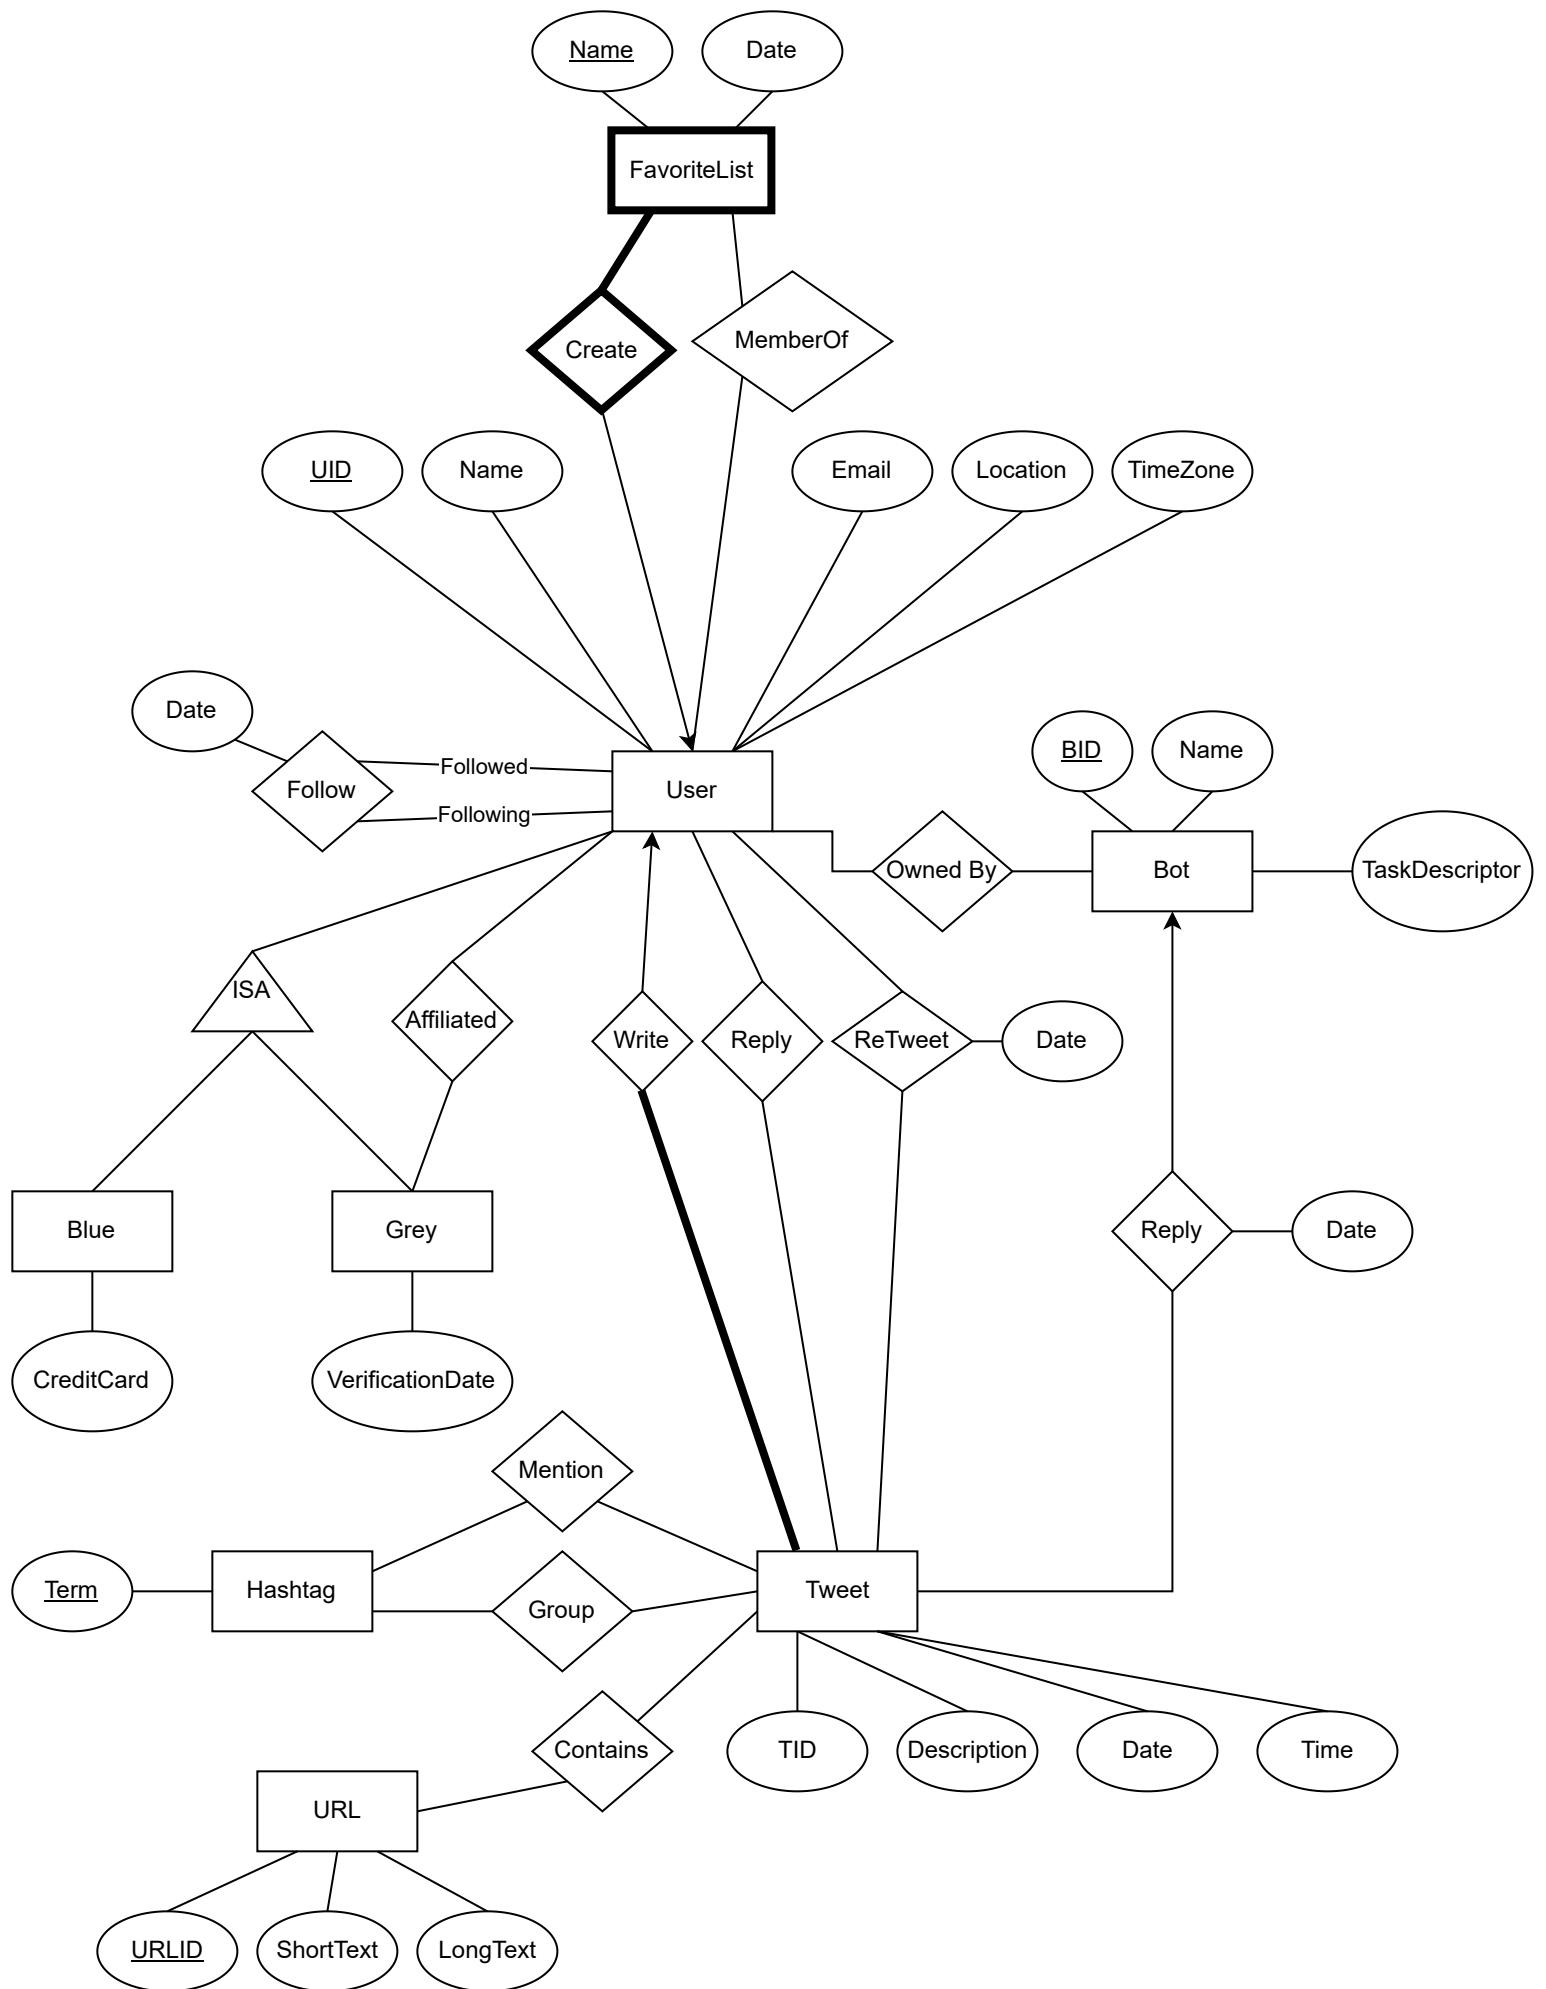 Name
Date
FavoriteList
Create
MemberOf
UID
Name
Email
Location
TimeZone
Date
Follow
Followed
Following
User
BID
Name
Owned By
Bot
TaskDescriptor
ISA
Affiliated
Write
Reply
ReTweet
Date
Blue
Grey
Reply
Date
CreditCard
VerificationDate
Mention
Term
Hashtag
Group
Tweet
Contains
TID
Description
Date
Time
URL
URLID
ShortText
LongText